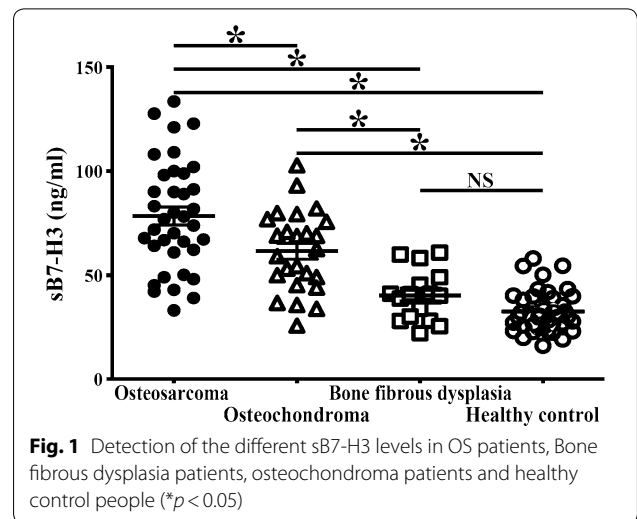 *
*
*
*
*
NS
150
100
50
0
sB7-H3 (ng/ml)
Osteosarcoma
Bone fibrous dysplasia
Osteochondroma
Healthy control
Fig. 1 Detection of the different sB7-H3 levels in OS patients, Bone
fibrous dysplasia patients, osteochondroma patients and healthy
control people (*p < 0.05)